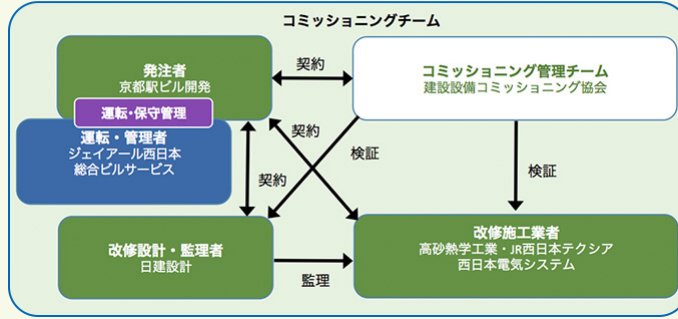 コミッショニングチーム
発注者
京都駅ビル開発
契約
コミッショニング管理チーム
建設設備コミッショニング協会
運転・保守管理
運転・管理者
ジェイアール西日本
総合ビルサービス
契約
検証
検証
契約
改修設計・監理者
日建設計
監理
改修施工業者
高砂熱学工業・JR西日本テクシア
西日本電気システム